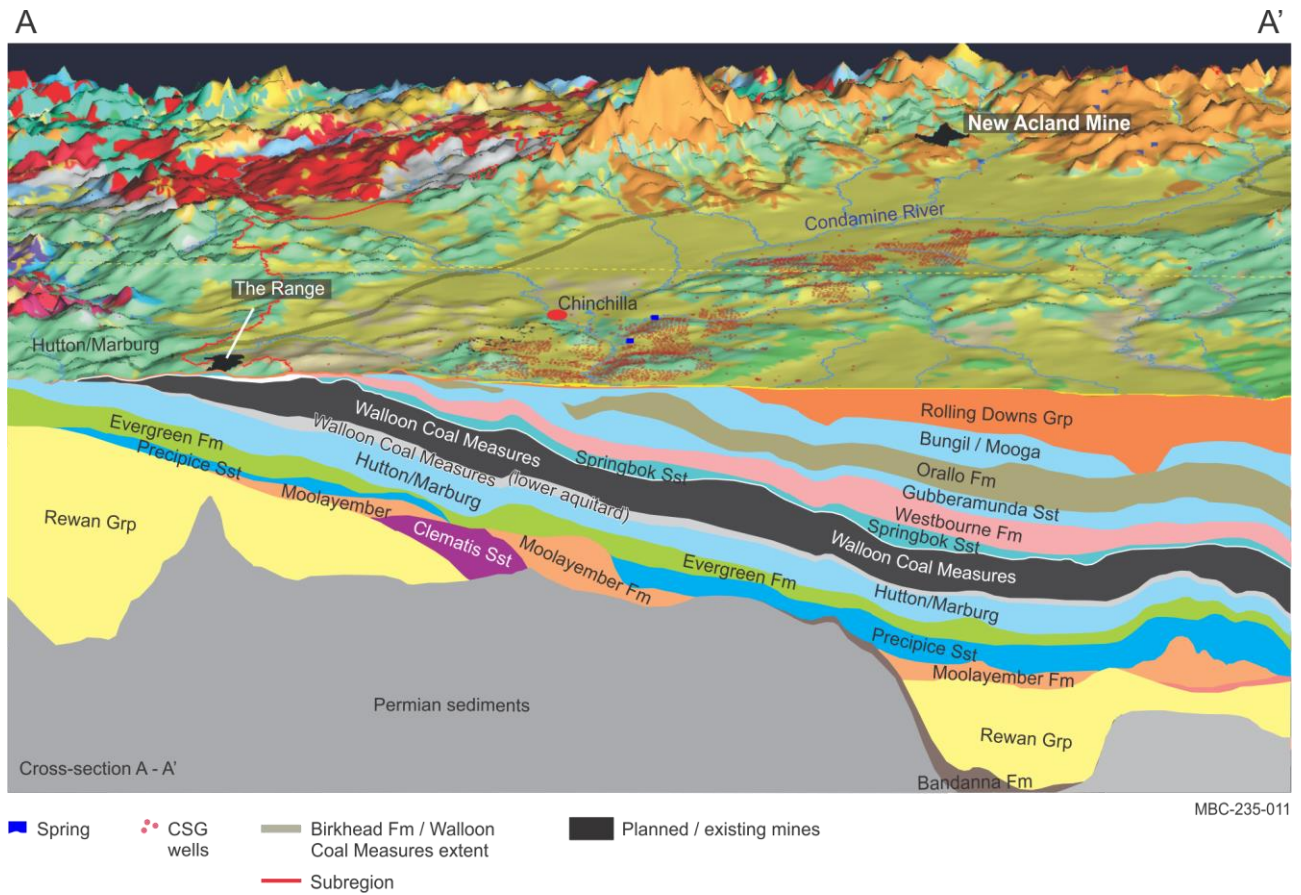 A
A'
New Acland Mine
Condamine River
The Range
Chinchilla
Hutton/Marburg
Rolling Downs Grp
Evergreen Fm
Walloon Coal Measures
Bungil / Mooga
Precipice Sst
Walloon Coal Measures (lower aquitard)
Springbok Sst
Orallo Fm
Hutton/Marburg
Gubberamunda Sst
Moolayember
Westbourne Fm
Rewan Grp
Springbok Sst
Clematis Sst
Walloon Coal Measures
Moolayember Fm
Evergreen Fm
Hutton/Marburg
Precipice Sst
Moolayember Fm
Permian sediments
Rewan Grp
Cross-section A - A'
Bandanna Fm
MBC-235-011
Spring
CSG
wells
Birkhead Fm / Walloon
Coal Measures extent
Planned / existing mines
Subregion